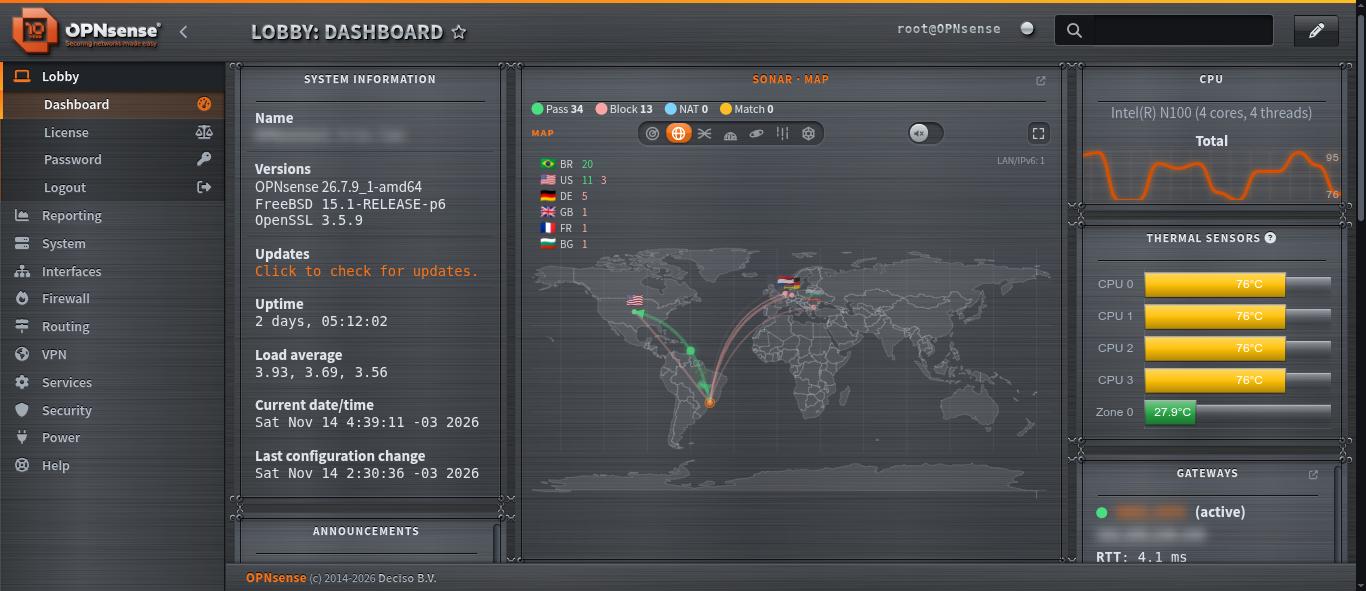 10
OPNsense®
Securing networks made easy
LOBBY: DASHBOARD
root@OPNsense
Lobby
Dashboard
License
Password
Logout
Reporting
System
Interfaces
Firewall
Routing
VPN
Services
Security
Power
Help
SYSTEM INFORMATION
Name
Versions
OPNsense 26.7.9_1-amd64
FreeBSD 15.1-RELEASE-p6
OpenSSL 3.5.9
Updates
Click to check for updates.
Uptime
2 days, 05:12:02
Load average
3.93, 3.69, 3.56
Current date/time
Sat Nov 14 4:39:11 -03 2026
Last configuration change
Sat Nov 14 2:30:36 -03 2026
ANNOUNCEMENTS
SONAR · MAP
Pass 34 Block 13 NAT 0 Match 0
MAP
LAN/IPv6: 1
BR 20
US 11 3
DE 5
GB 1
FR 1
BG 1
CPU
Intel(R) N100 (4 cores, 4 threads)
Total
95
76
THERMAL SENSORS ?
CPU 0 76°C
CPU 1 76°C
CPU 2 76°C
CPU 3 76°C
Zone 0 27.9°C
GATEWAYS
(active)
RTT: 4.1 ms
OPNsense (c) 2014-2026 Deciso B.V.